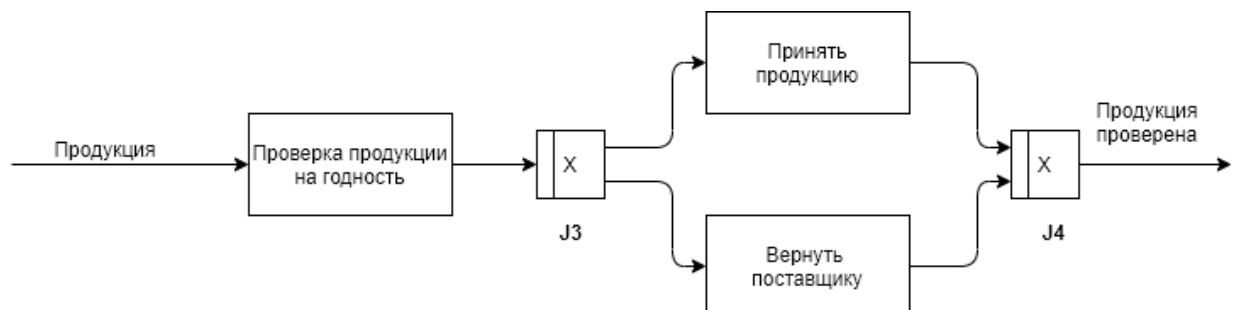 Продукция
Проверка продукции
на годность
X
J3
Принять
продукцию
Вернуть
поставщику
X
J4
Продукция
проверена